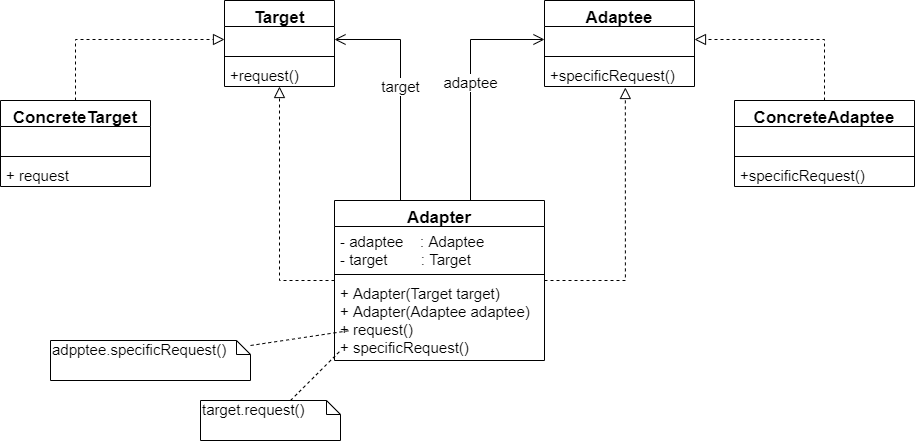 Target
+request()
Adaptee
+specificRequest()
target
adaptee
ConcreteTarget
+ request
ConcreteAdaptee
+specificRequest()
Adapter
- adaptee : Adaptee
- target : Target
+ Adapter(Target target)
+ Adapter(Adaptee adaptee)
+ request()
+ specificRequest()
adpptee.specificRequest()
target.request()